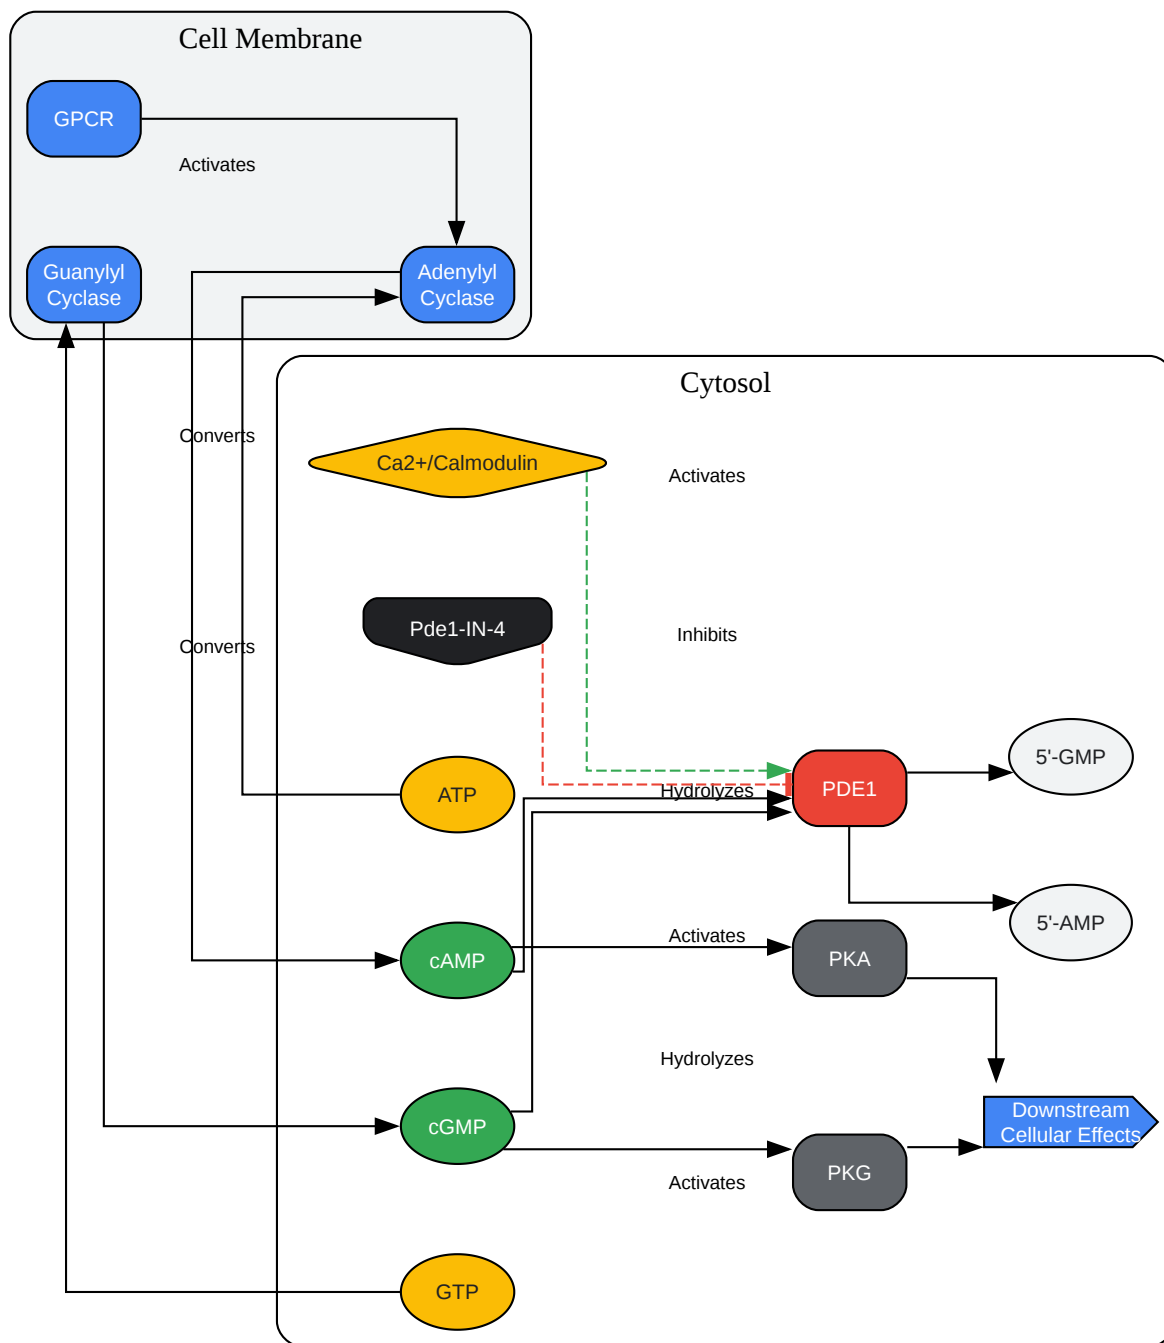 Cell Membrane
GPCR
Activates
Guanylyl
Cyclase
Adenylyl
Cyclase
Cytosol
Converts
Ca2+/Calmodulin
Activates
Pde1-IN-4
Inhibits
Converts
5'-GMP
ATP
Hydrolyzes
PDE1
5'-AMP
cAMP
Activates
PKA
Hydrolyzes
Downstream
Cellular Effects
cGMP
Activates
PKG
GTP